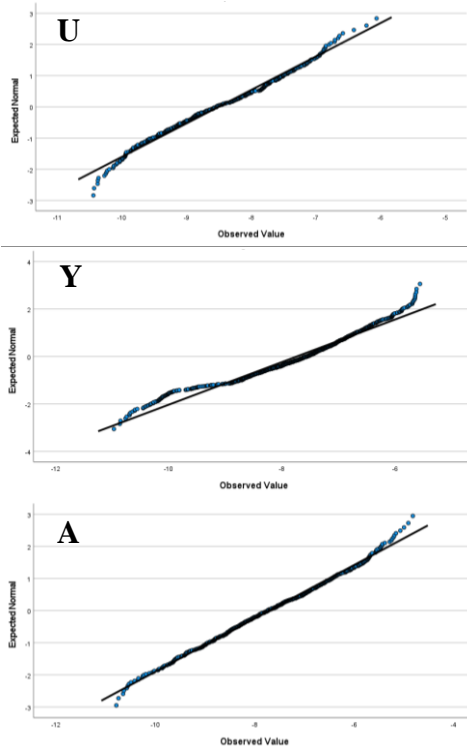 U
3
2
1
0
-1
-2
-3
Expected Normal
-11 -10 -9 -8 -7 -6 -5
Observed Value
Y
4
2
0
-2
-4
Expected Normal
-12 -10 -8 -6
Observed Value
A
3
2
1
0
-1
-2
-3
Expected Normal
-12 -10 -8 -6 -4
Observed Value